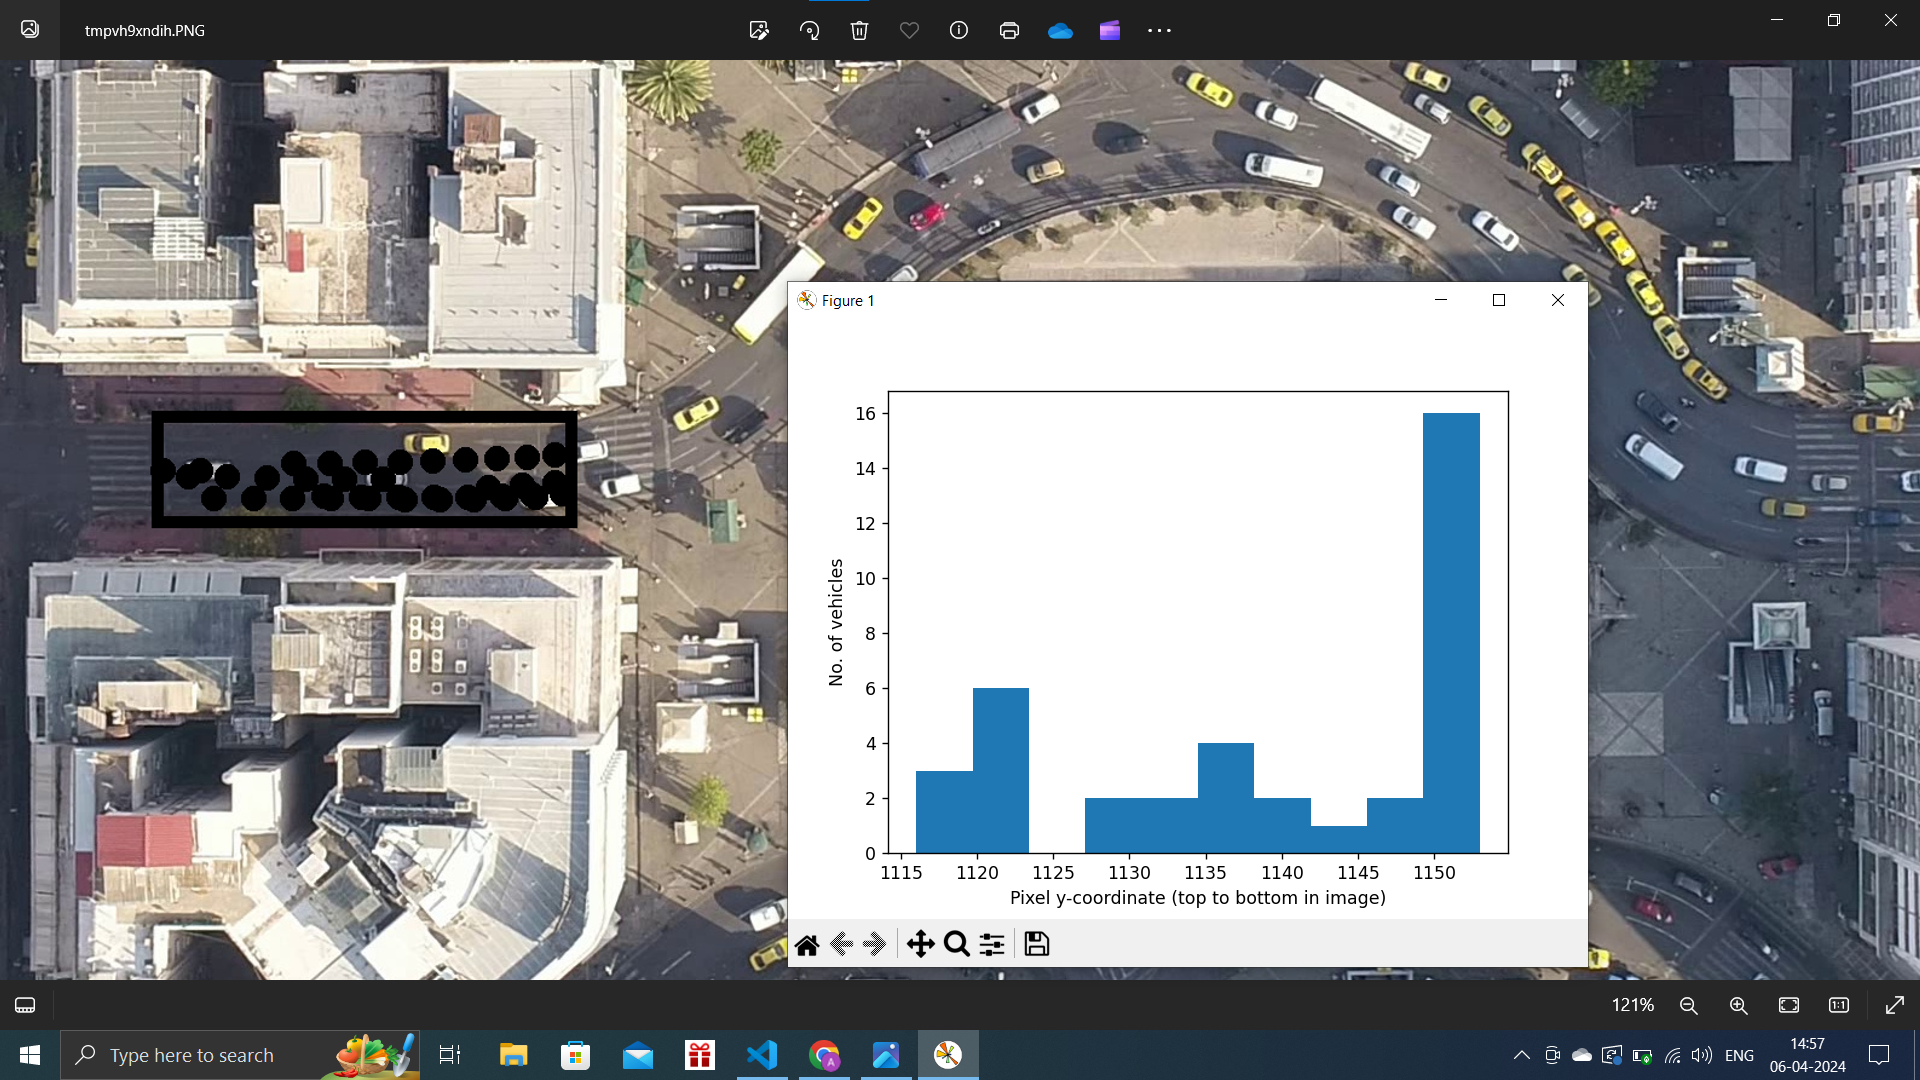 tmpvh9xndih.PNG
Figure 1
16
14
12
10
8
6
4
2
0
No. of vehicles
1115 1120 1125 1130 1135 1140 1145 1150
Pixel y-coordinate (top to bottom in image)
121%
1:1
Type here to search
A
ENG
14:57
06-04-2024